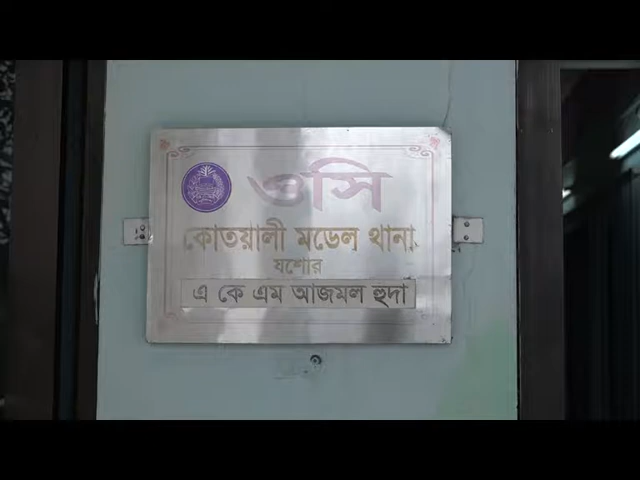 ওসি
কোতয়ালী মডেল থানা
যশোর
এ কে এম আজমল হুদা